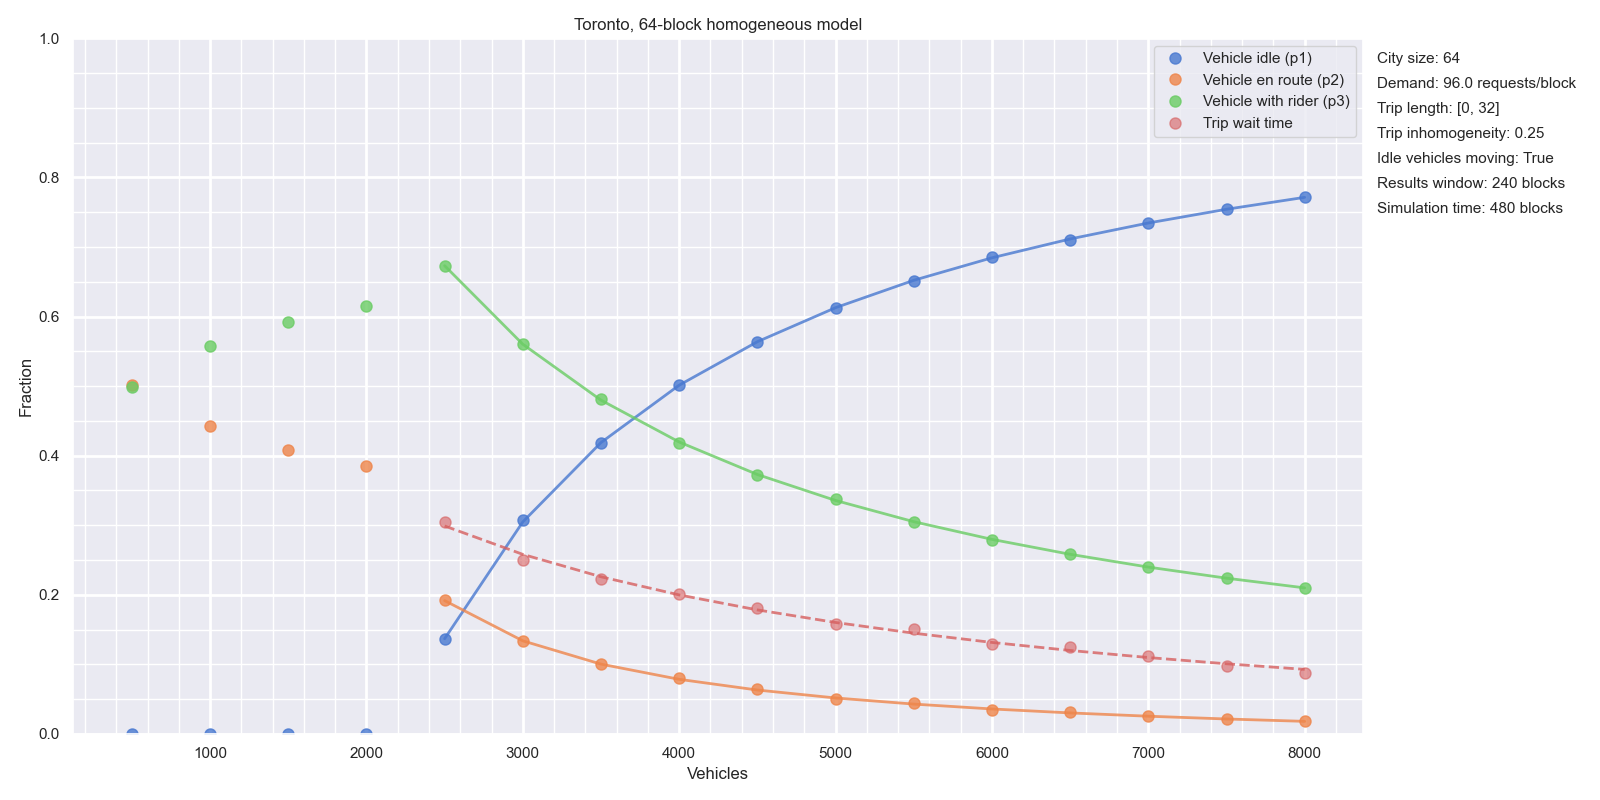 Toronto, 64-block homogeneous model
1.0
0.8
0.6
0.4
0.2
0.0
Fraction
1000
2000
3000
4000
5000
6000
7000
8000
Vehicles
Vehicle idle (p1)
Vehicle en route (p2)
Vehicle with rider (p3)
Trip wait time
City size: 64
Demand: 96.0 requests/block
Trip length: [0, 32]
Trip inhomogeneity: 0.25
Idle vehicles moving: True
Results window: 240 blocks
Simulation time: 480 blocks